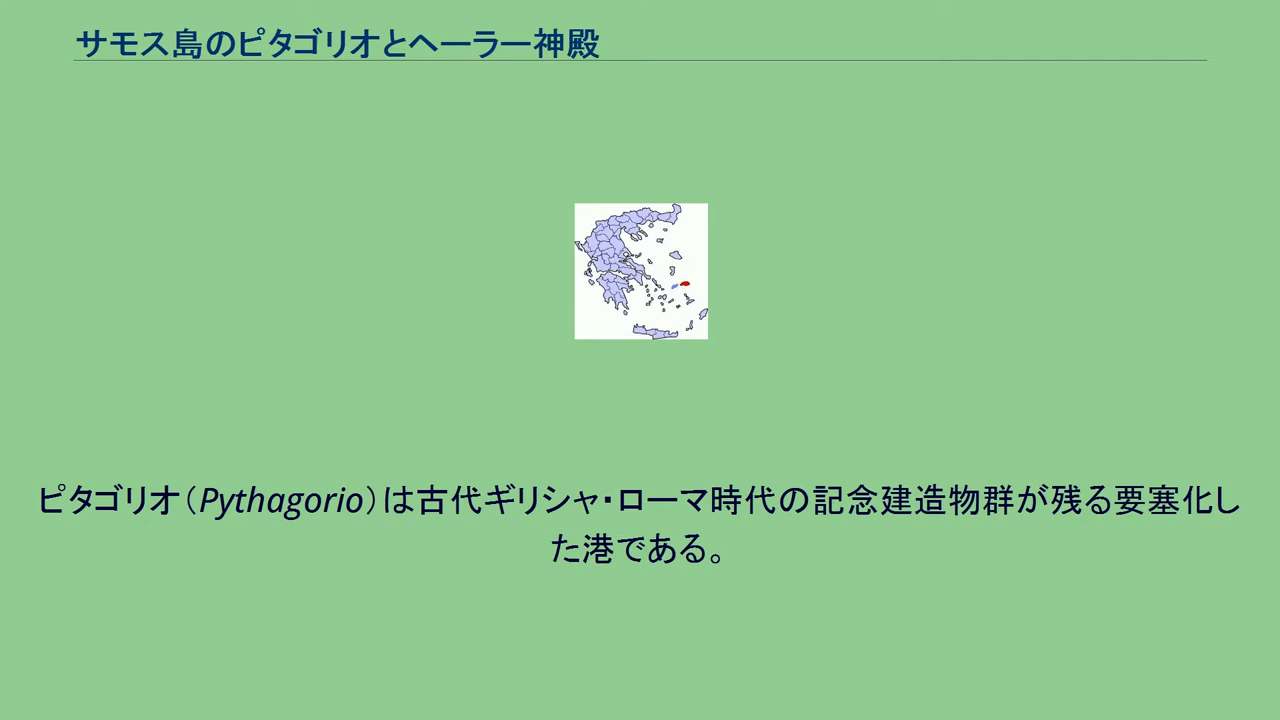 サモス島のピタゴリオとヘーラー神殿
ピタゴリオ（Pythagorio）は古代ギリシャ・ローマ時代の記念建造物群が残る要塞化し
た港である。